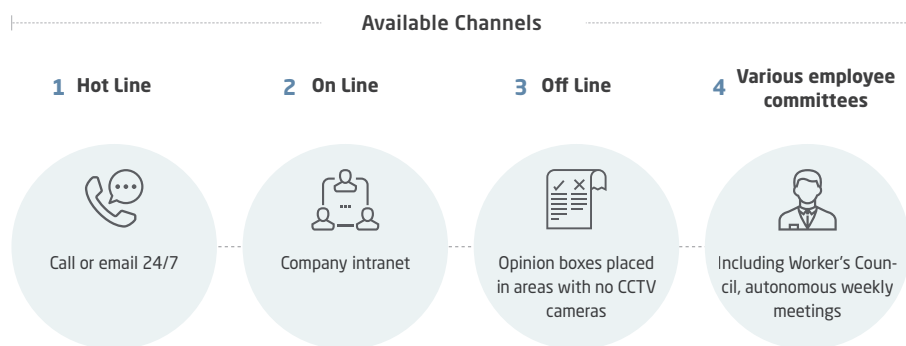 Available Channels
1 Hot Line
2 On Line
3 Off Line
4 Various employee
committees
Call or email 24/7
Company intranet
Opinion boxes placed
in areas with no CCTV
cameras
Including Worker's Coun-
cil, autonomous weekly
meetings